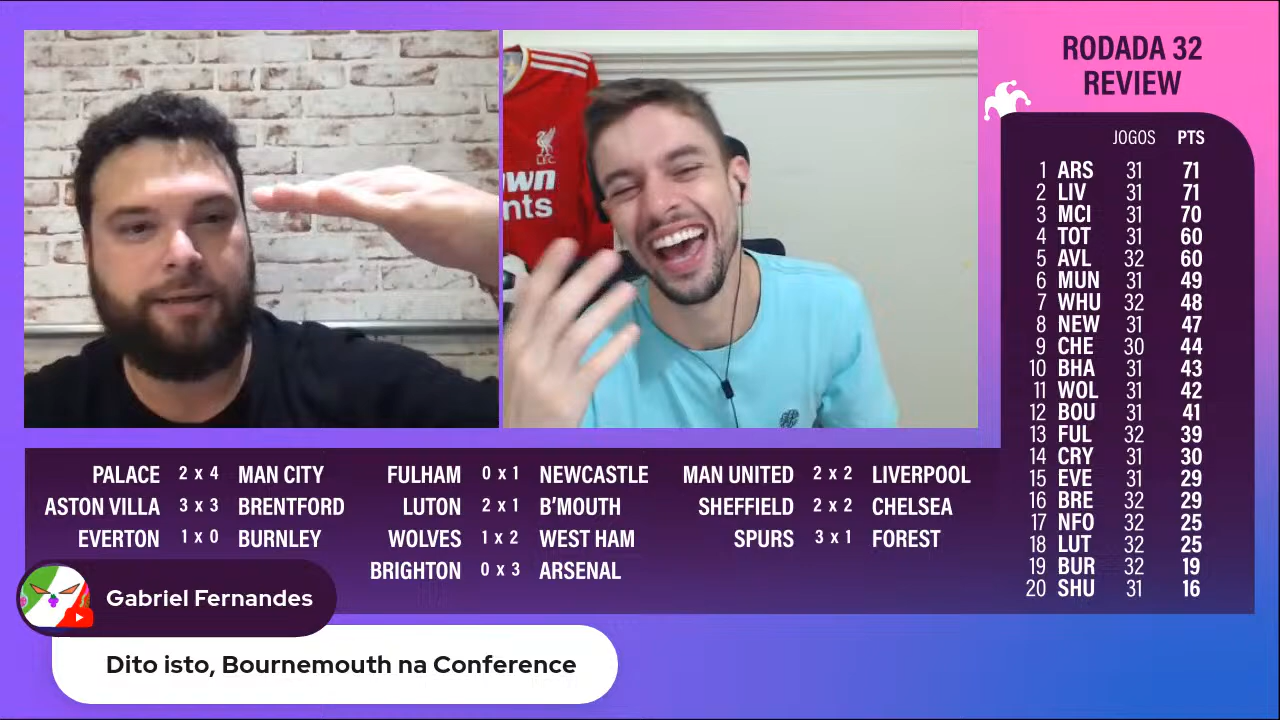 RODADA 32
REVIEW
JOGOS PTS
1 ARS 31 71
2 LIV 31 71
3 MCI 31 70
4 TOT 31 60
5 AVL 32 60
6 MUN 31 49
7 WHU 32 48
8 NEW 31 47
9 CHE 30 44
10 BHA 31 43
11 WOL 31 42
12 BOU 31 41
13 FUL 32 39
14 CRY 31 30
15 EVE 31 29
16 BRE 32 29
17 NFO 32 25
18 LUT 32 25
19 BUR 32 19
20 SHU 31 16
L.F.C.
wn
nts
PALACE 2 x 4 MAN CITY
ASTON VILLA 3 x 3 BRENTFORD
EVERTON 1 x 0 BURNLEY
FULHAM 0 x 1 NEWCASTLE
LUTON 2 x 1 B'MOUTH
WOLVES 1 x 2 WEST HAM
BRIGHTON 0 x 3 ARSENAL
MAN UNITED 2 x 2 LIVERPOOL
SHEFFIELD 2 x 2 CHELSEA
SPURS 3 x 1 FOREST
Gabriel Fernandes
Dito isto, Bournemouth na Conference